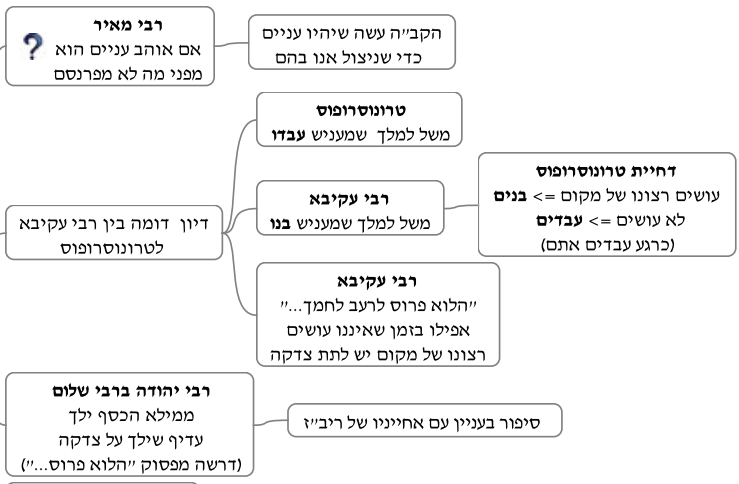 רבי מאיר
אם אוהב עניים הוא
מפני מה לא מפרנסם
הקב״ה עשה שיהיו עניים
כדי שניצול אנו בהם
דיון דומה בין רבי עקיבא
לטרונוסרופוס
טרונוסרופוס
משל למלך שמעניש עבדו
רבי עקיבא
משל למלך שמעניש בנו
דחיית טרונוסרופוס
עושים רצונו של מקום => בנים
לא עושים => עבדים
(כרגע עבדים אתם)
רבי עקיבא
״הלוא פרוס לרעב לחמך...״
אפילו בזמן שאיננו עושים
רצונו של מקום יש לתת צדקה
רבי יהודה ברבי שלום
ממילא הכסף ילך
עדיף שילך על צדקה
(דרשה מפסוק ״הלוא פרוס...״)
סיפור בעניין עם אחייניו של ריב״ז